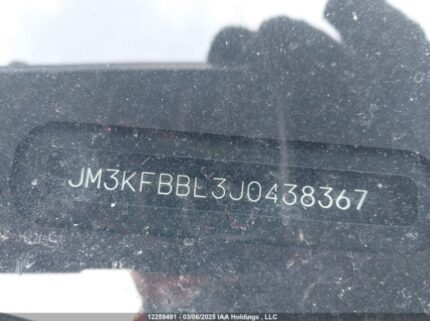 JM3KFBBL3J0438367
12259491 - 03/06/2025 IAA Holdings , LLC